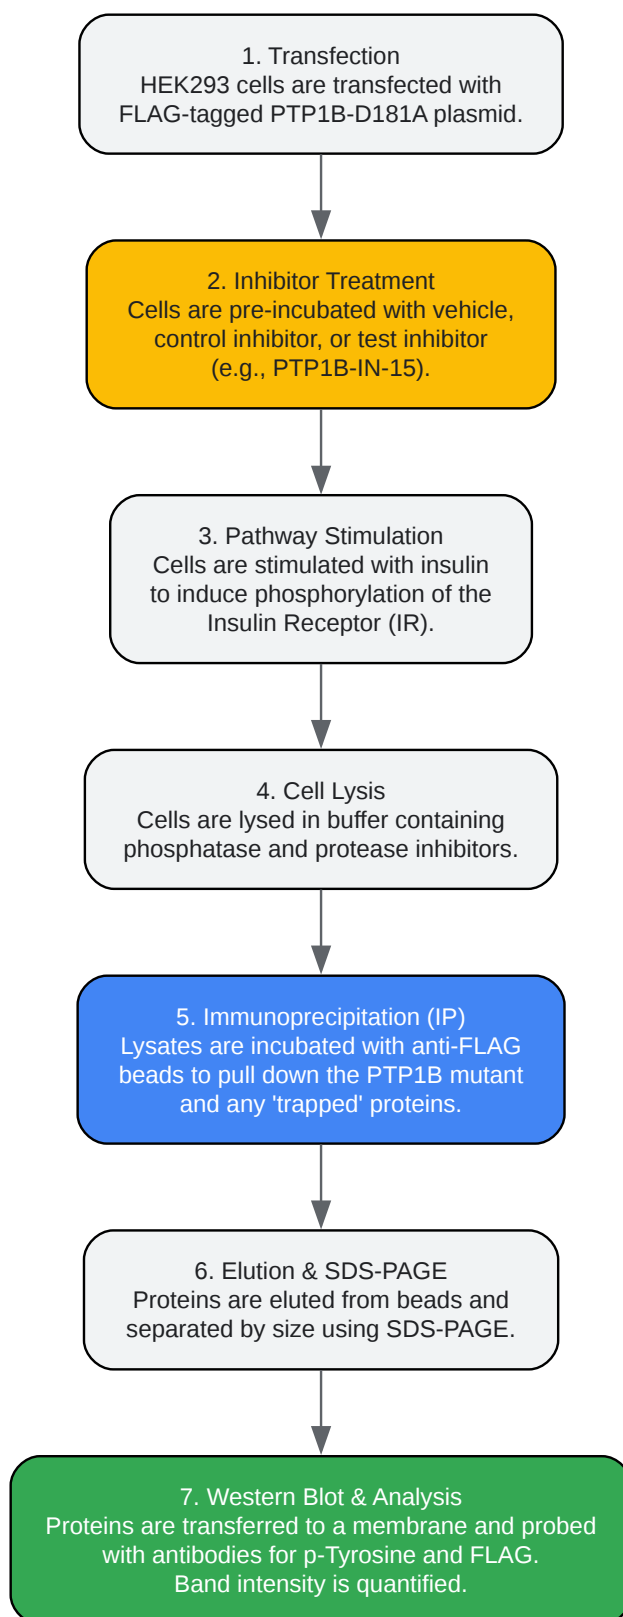 1. Transfection
HEK293 cells are transfected with
FLAG-tagged PTP1B-D181A plasmid.
2. Inhibitor Treatment
Cells are pre-incubated with vehicle,
control inhibitor, or test inhibitor
(e.g., PTP1B-IN-15).
3. Pathway Stimulation
Cells are stimulated with insulin
to induce phosphorylation of the
Insulin Receptor (IR).
4. Cell Lysis
Cells are lysed in buffer containing
phosphatase and protease inhibitors.
5. Immunoprecipitation (IP)
Lysates are incubated with anti-FLAG
beads to pull down the PTP1B mutant
and any 'trapped' proteins.
6. Elution & SDS-PAGE
Proteins are eluted from beads and
separated by size using SDS-PAGE.
7. Western Blot & Analysis
Proteins are transferred to a membrane and probed
with antibodies for p-Tyrosine and FLAG.
Band intensity is quantified.